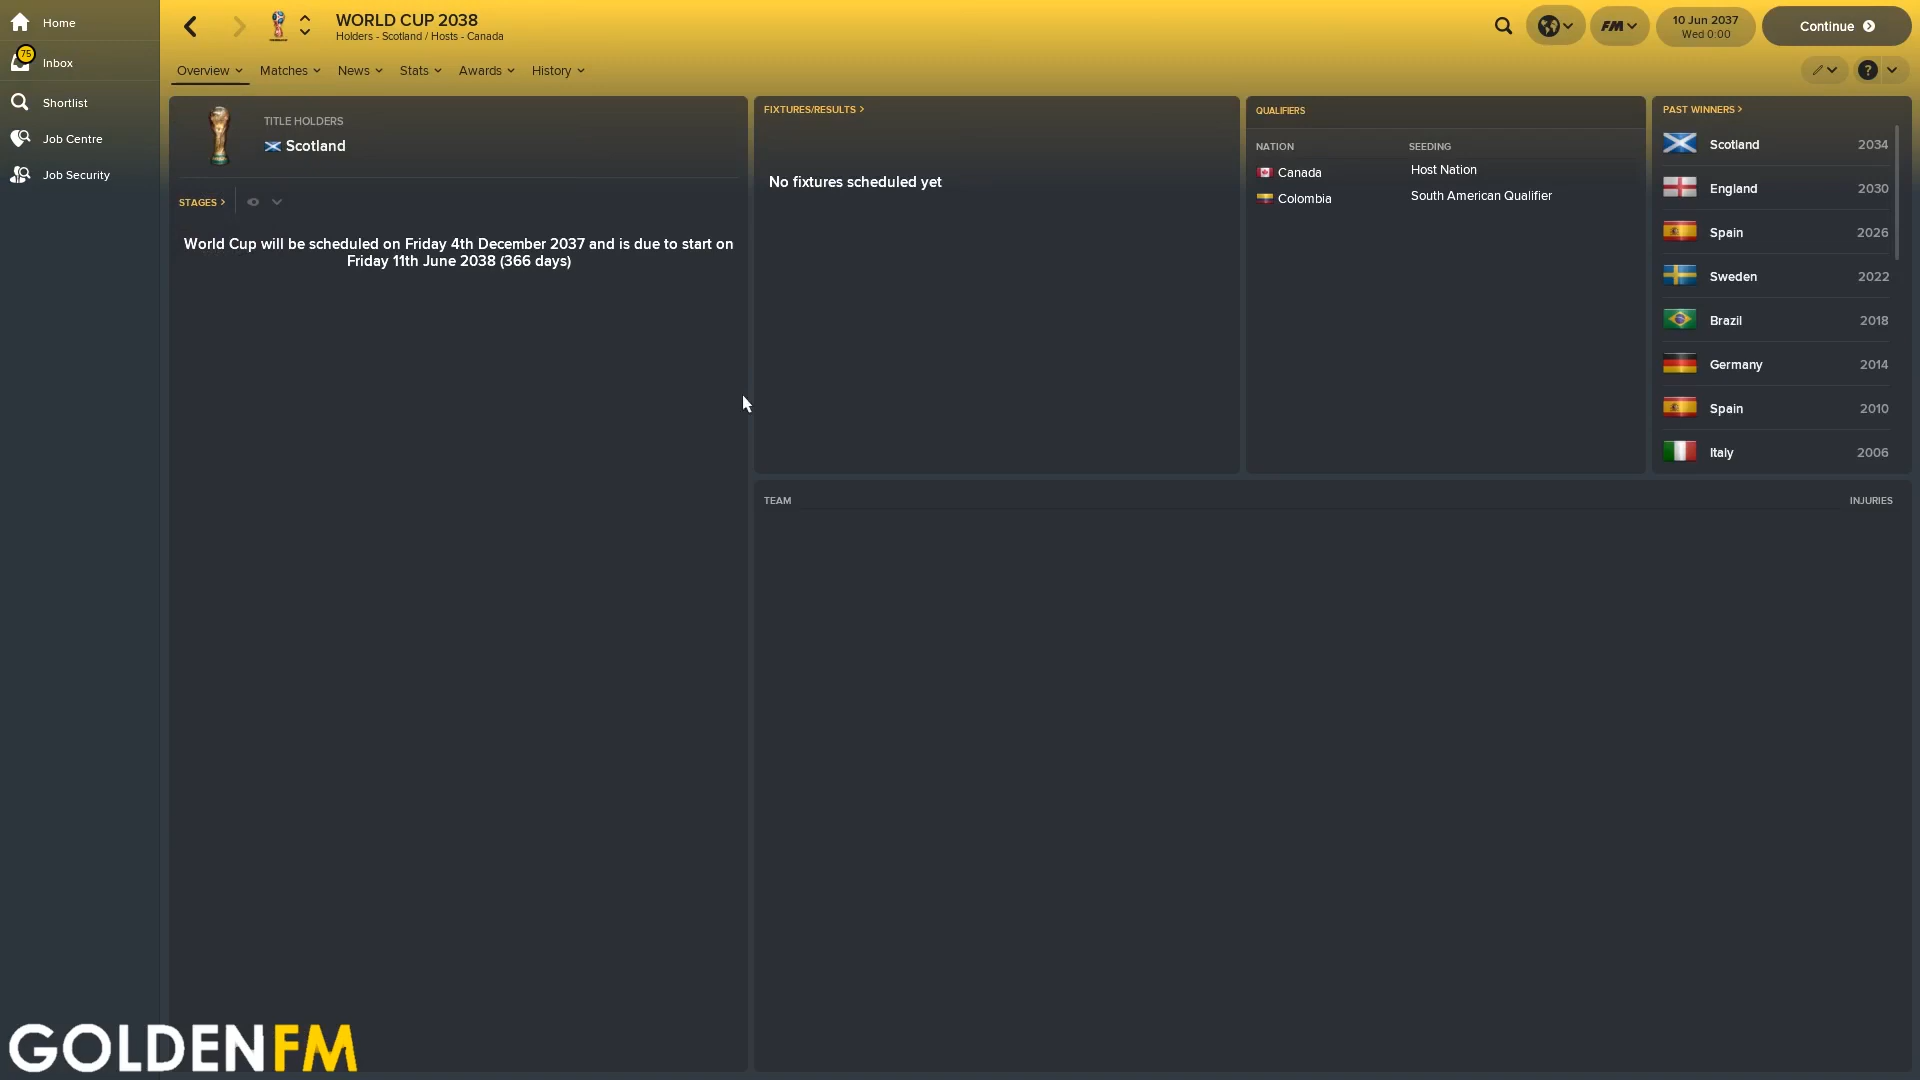 Home
75
Inbox
Shortlist
Job Centre
Job Security
WORLD CUP 2038
Holders - Scotland / Hosts - Canada
FM
10 Jun 2037
Wed 0:00
Continue
Overview
Matches
News
Stats
Awards
History
?
TITLE HOLDERS
Scotland
STAGES >
World Cup will be scheduled on Friday 4th December 2037 and is due to start on
Friday 11th June 2038 (366 days)
FIXTURES/RESULTS >
No fixtures scheduled yet
QUALIFIERS
NATION SEEDING
Canada Host Nation
Colombia South American Qualifier
PAST WINNERS >
Scotland 2034
England 2030
Spain 2026
Sweden 2022
Brazil 2018
Germany 2014
Spain 2010
Italy 2006
TEAM INJURIES
GOLDENFM